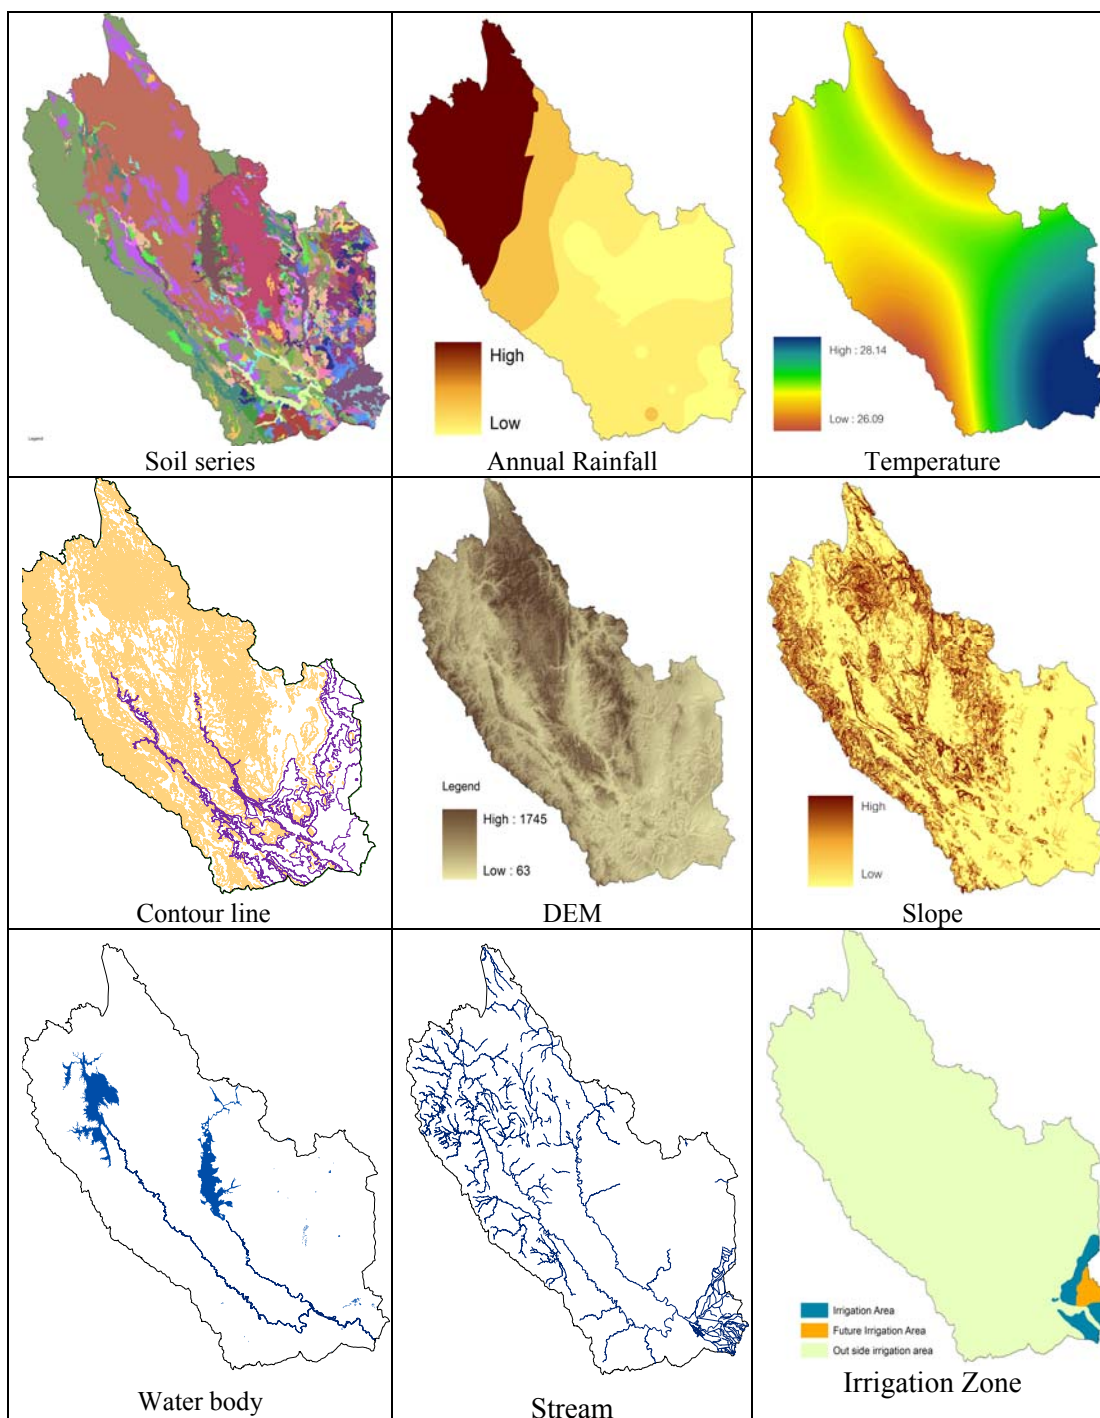 Legend
Soil series
High
Low
Annual Rainfall
High : 28.14
Low : 26.09
Temperature
Contour line
Legend
High : 1745
Low : 63
DEM
High
Low
Slope
Water body
Stream
Irrigation Area
Future Irrigation Area
Out side irrigation area
Irrigation Zone